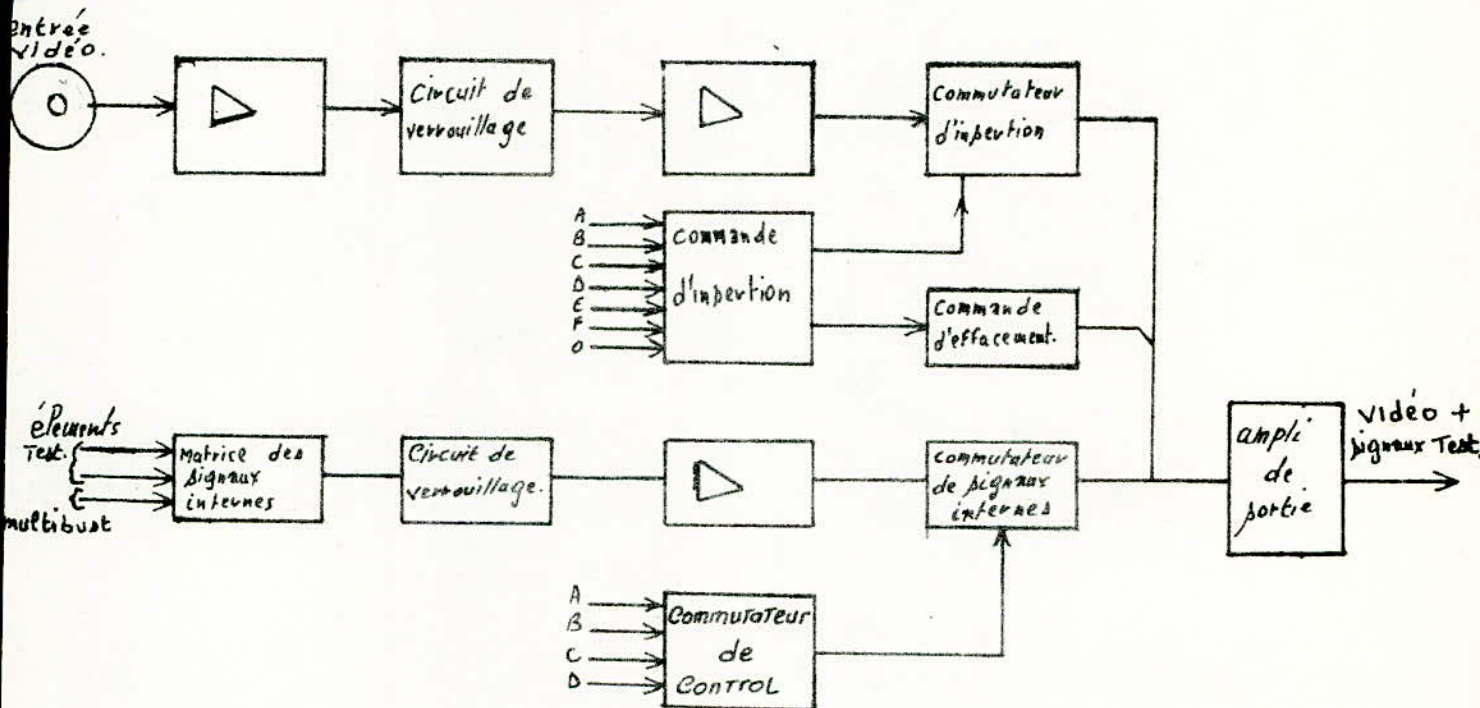 entrée
vidéo.
Circuit de
verrouillage
Commutateur
d'insertion
A
B
C
D
E
F
O
commande
d'insertion
Commande
d'effacement.
éléments
Test.
multibust
Matrice des
signaux
internes
Circuit de
verrouillage.
commutateur
de signaux
internes
A
B
C
D
Commutateur
de
CONTROL
ampli
de
sortie
vidéo +
signaux Test.